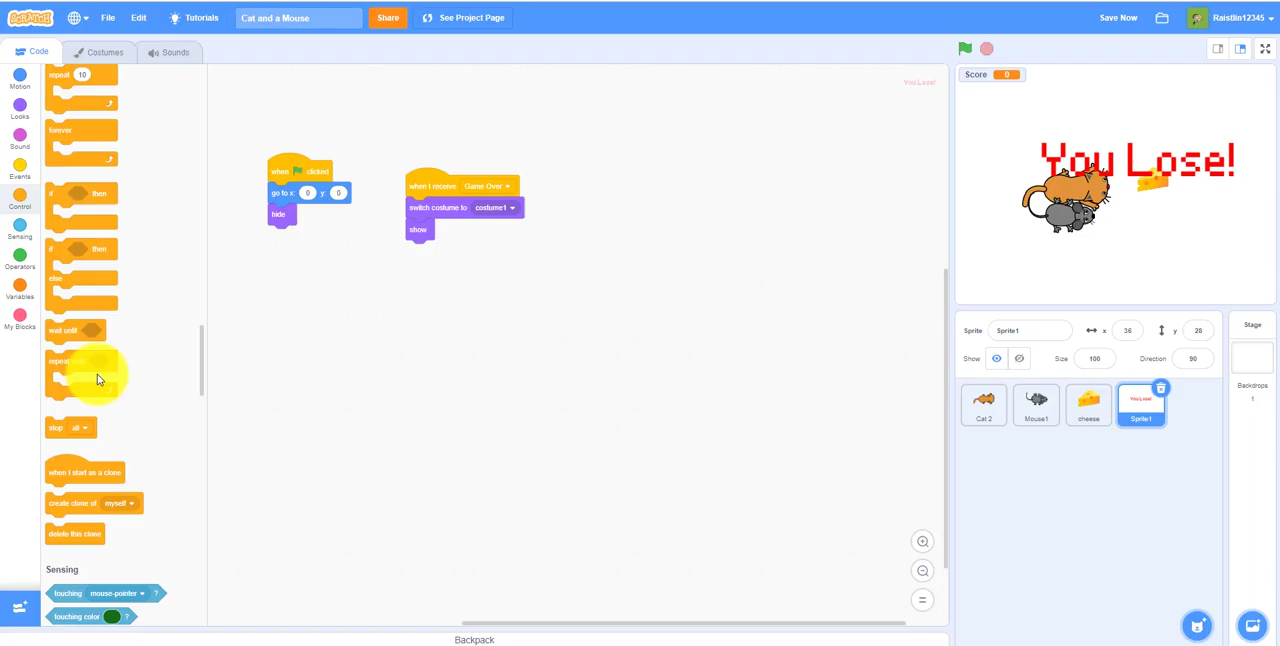 SCRATCH File Edit Tutorials Cat and a Mouse Share See Project Page Save Now Raistlin12345
Code Costumes Sounds
Motion
Looks
Sound
Events
Control
Sensing
Operators
Variables
My Blocks
repeat 10
forever
if then
if then
else
wait until
repeat
stop all
when I start as a clone
create clone of myself
delete this clone
Sensing
touching mouse-pointer ?
touching color ?
when clicked
go to x: 0 y: 0
hide
when I receive Game Over
switch costume to costume1
show
You Lose!
Backpack
Score 0
You Lose!
Sprite Sprite1 x 36 y 28
Show Size 100 Direction 90
Cat 2 Mouse1 cheese Sprite1
You Lose!
Stage
Backdrops
1